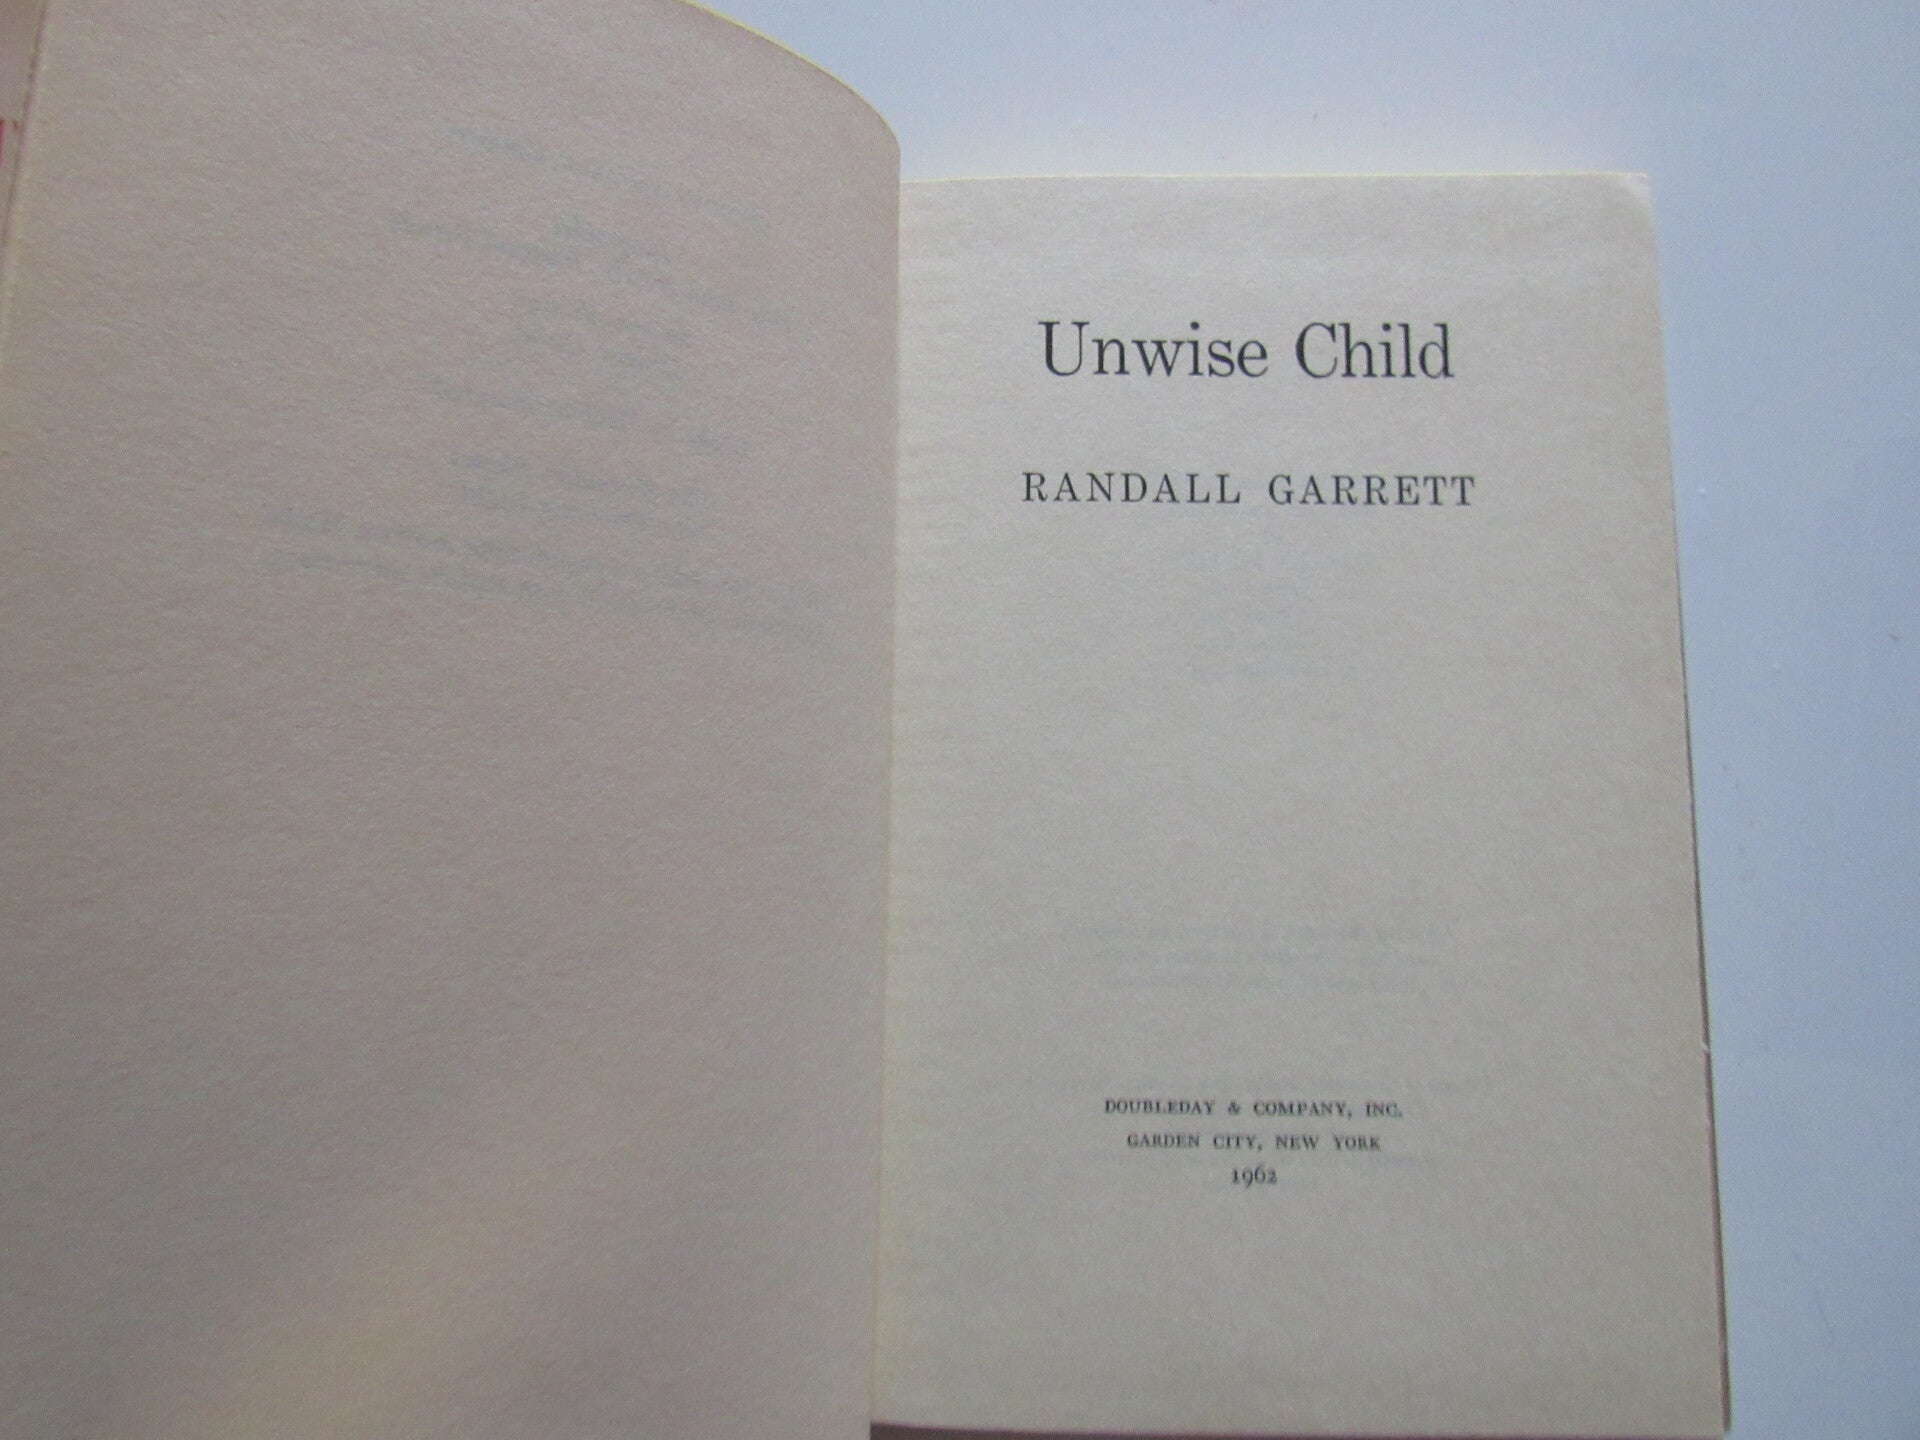 Unwise Child
RANDALL GARRETT
DOUBLEDAY & COMPANY, INC.
GARDEN CITY, NEW YORK
1962